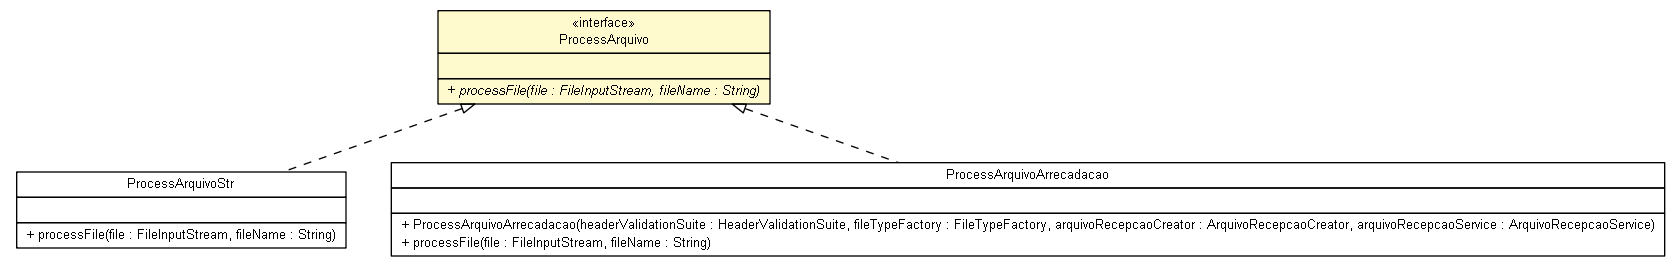 «interface»
ProcessArquivo
+ processFile(file : FileInputStream, fileName : String)
ProcessArquivoStr
+ processFile(file : FileInputStream, fileName : String)
ProcessArquivoArrecadacao
+ ProcessArquivoArrecadacao(headerValidationSuite : HeaderValidationSuite, fileTypeFactory : FileTypeFactory, arquivoRecepcaoCreator : ArquivoRecepcaoCreator, arquivoRecepcaoService : ArquivoRecepcaoService)
+ processFile(file : FileInputStream, fileName : String)